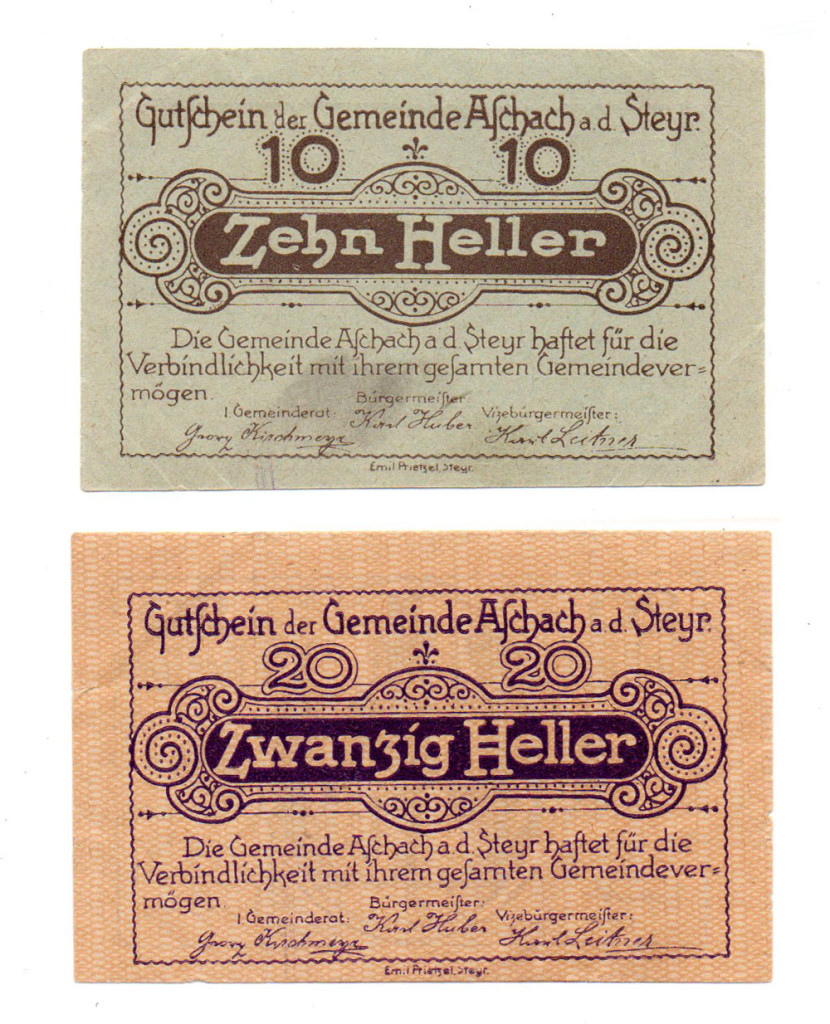 Gutſchein der Gemeinde Aſchach a. d. Steyr.
10 10
Zehn Heller
Die Gemeinde Aſchach a. d. Steyr haftet für die
Verbindlichkeit mit ihrem geſamten Gemeindever=
mögen.
Bürgermeiſter:
I. Gemeinderat: Karl Huber Vizebürgermeiſter:
Georg Kirchmeyr Karl Leitner
Emil Prietzel, Steyr.
Gutſchein der Gemeinde Aſchach a. d. Steyr.
20 20
Zwanzig Heller
Die Gemeinde Aſchach a. d. Steyr haftet für die
Verbindlichkeit mit ihrem geſamten Gemeindever=
mögen.
Bürgermeiſter:
I. Gemeinderat: Karl Huber Vizebürgermeiſter:
Georg Kirchmeyr Karl Leitner
Emil Prietzel, Steyr.